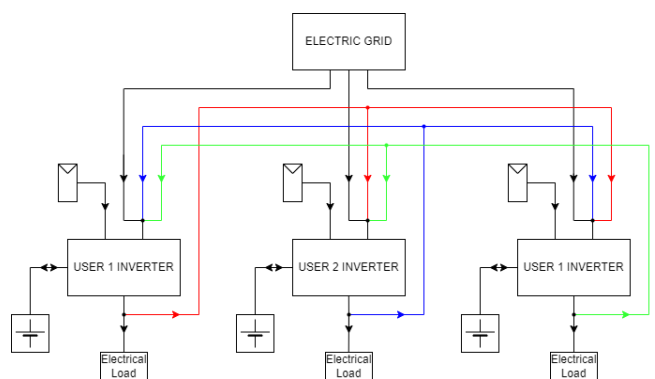 ELECTRIC GRID
USER 1 INVERTER
USER 2 INVERTER
USER 1 INVERTER
Electrical
Load
Electrical
Load
Electrical
Load